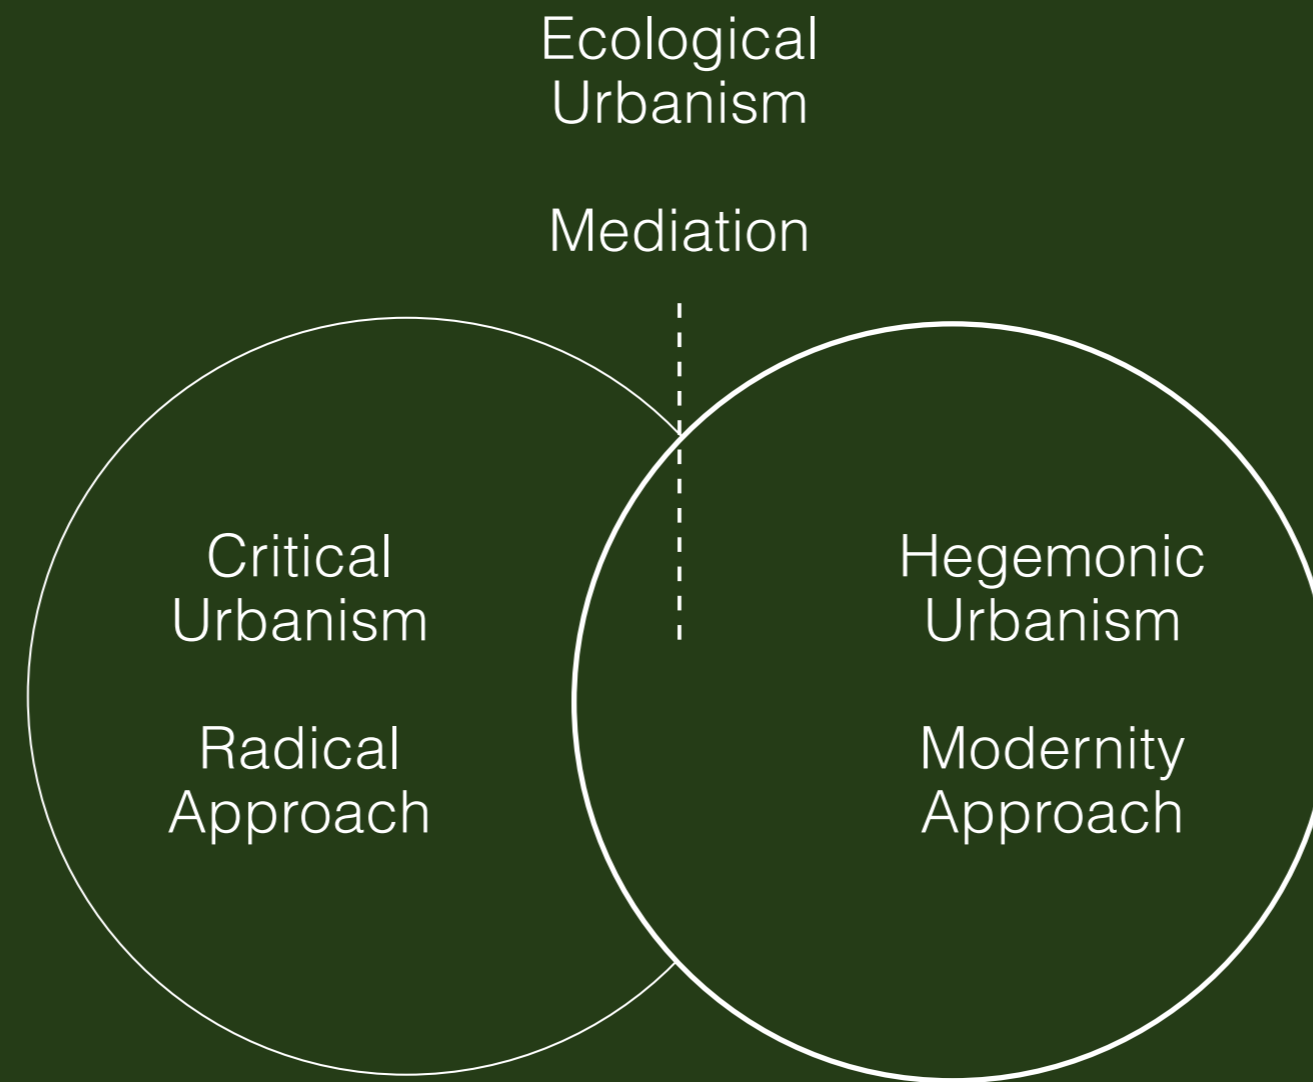 Ecological
Urbanism
Mediation
Critical
Urbanism
Radical
Approach
Hegemonic
Urbanism
Modernity
Approach